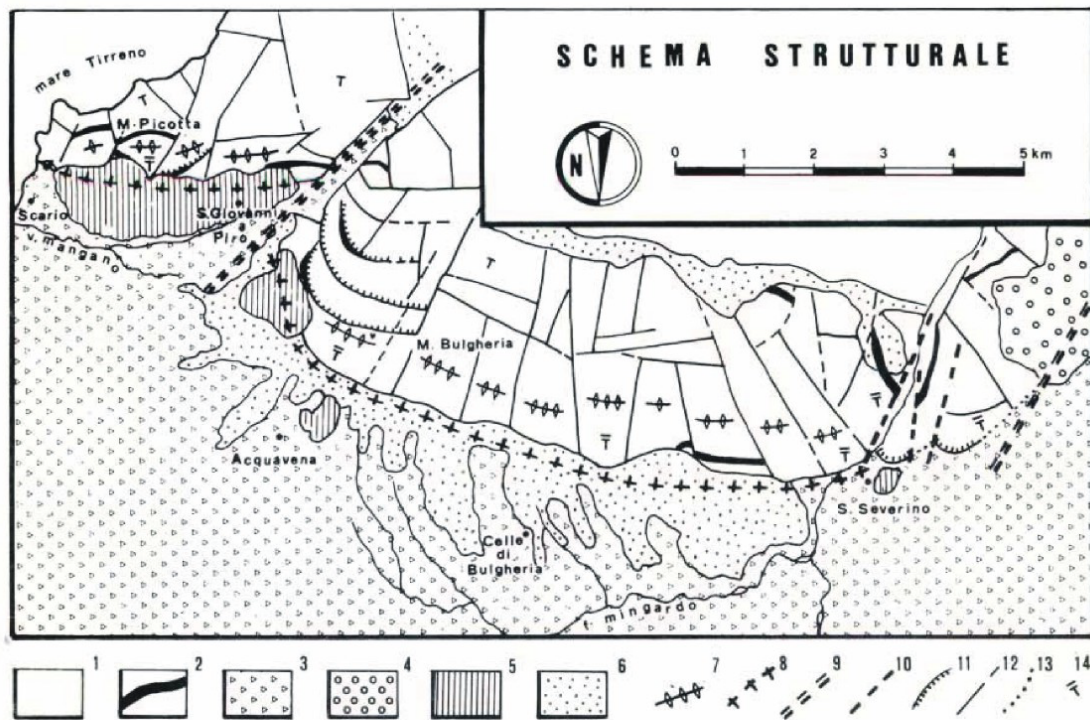 SCHEMA STRUTTURALE
N
0 1 2 3 4 5 km
mare Tirreno
T
T
M. Picotta
T
Scario
S. Giovanni
a
Piro
v. mangano
T
M. Bulgheria
T
T
T
T
T
Acquavena
S. Severino
Celle
di
Bulgheria
t. mingardo
1 2 3 4 5 6 7 8 9 10 11 12 13 14
T